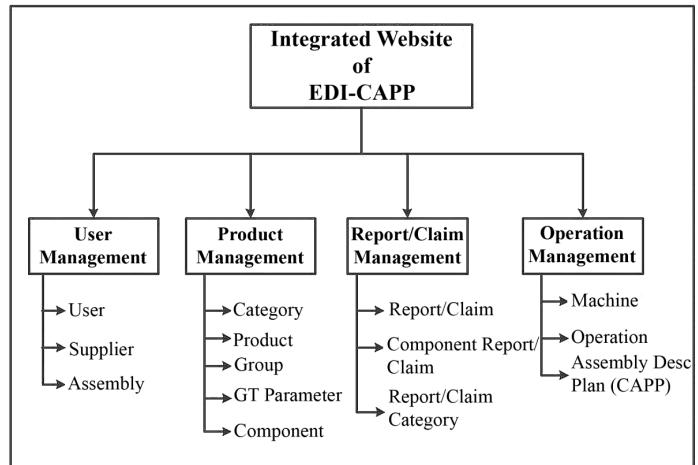 Integrated Website
of
EDI-CAPP
User
Management
User
Supplier
Assembly
Product
Management
Category
Product
Group
GT Parameter
Component
Report/Claim
Management
Report/Claim
Component Report/
Claim
Report/Claim
Category
Operation
Management
Machine
Operation
Assembly Desc
Plan (CAPP)